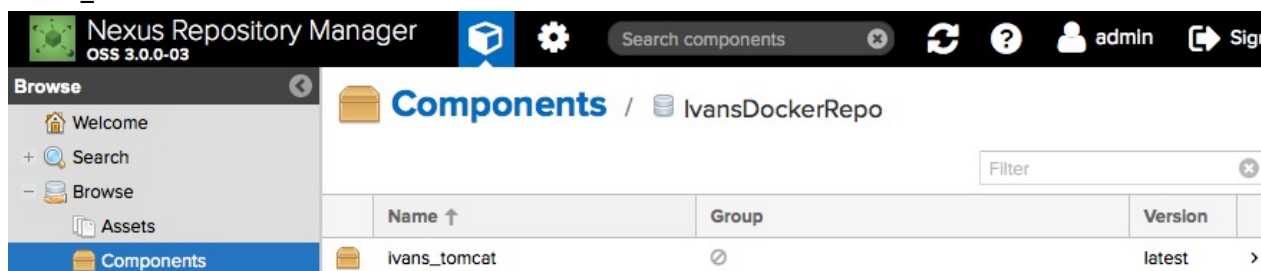 Nexus Repository Manager
OSS 3.0.0-03
Search components
admin
Browse
Components / IvansDockerRepo
Welcome
Search
Filter
Browse
Name ↑ Group Version
Assets
Components
ivans_tomcat latest